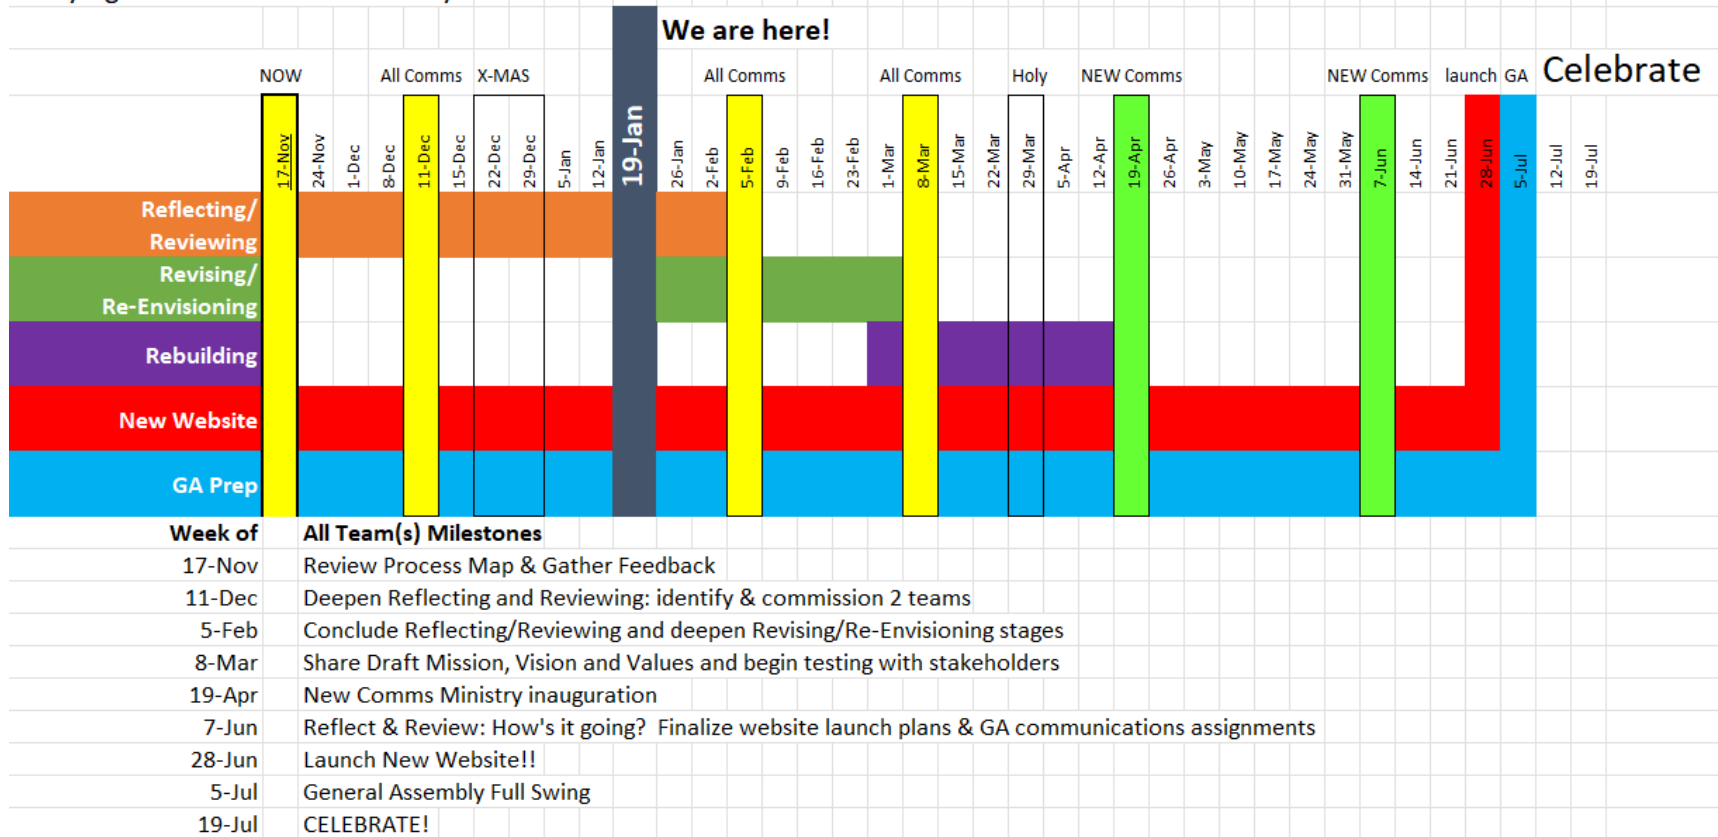 We are here!
NOW All Comms X-MAS All Comms All Comms Holy NEW Comms NEW Comms launch GA Celebrate
17-Nov 24-Nov 1-Dec 8-Dec 11-Dec 15-Dec 22-Dec 29-Dec 5-Jan 12-Jan 19-Jan 26-Jan 2-Feb 5-Feb 9-Feb 16-Feb 23-Feb 1-Mar 8-Mar 15-Mar 22-Mar 29-Mar 5-Apr 12-Apr 19-Apr 26-Apr 3-May 10-May 17-May 24-May 31-May 7-Jun 14-Jun 21-Jun 28-Jun 5-Jul 12-Jul 19-Jul
Reflecting/
Reviewing
Revising/
Re-Envisioning
Rebuilding
New Website
GA Prep
Week of All Team(s) Milestones
17-Nov Review Process Map & Gather Feedback
11-Dec Deepen Reflecting and Reviewing: identify & commission 2 teams
5-Feb Conclude Reflecting/Reviewing and deepen Revising/Re-Envisioning stages
8-Mar Share Draft Mission, Vision and Values and begin testing with stakeholders
19-Apr New Comms Ministry inauguration
7-Jun Reflect & Review: How's it going? Finalize website launch plans & GA communications assignments
28-Jun Launch New Website!!
5-Jul General Assembly Full Swing
19-Jul CELEBRATE!